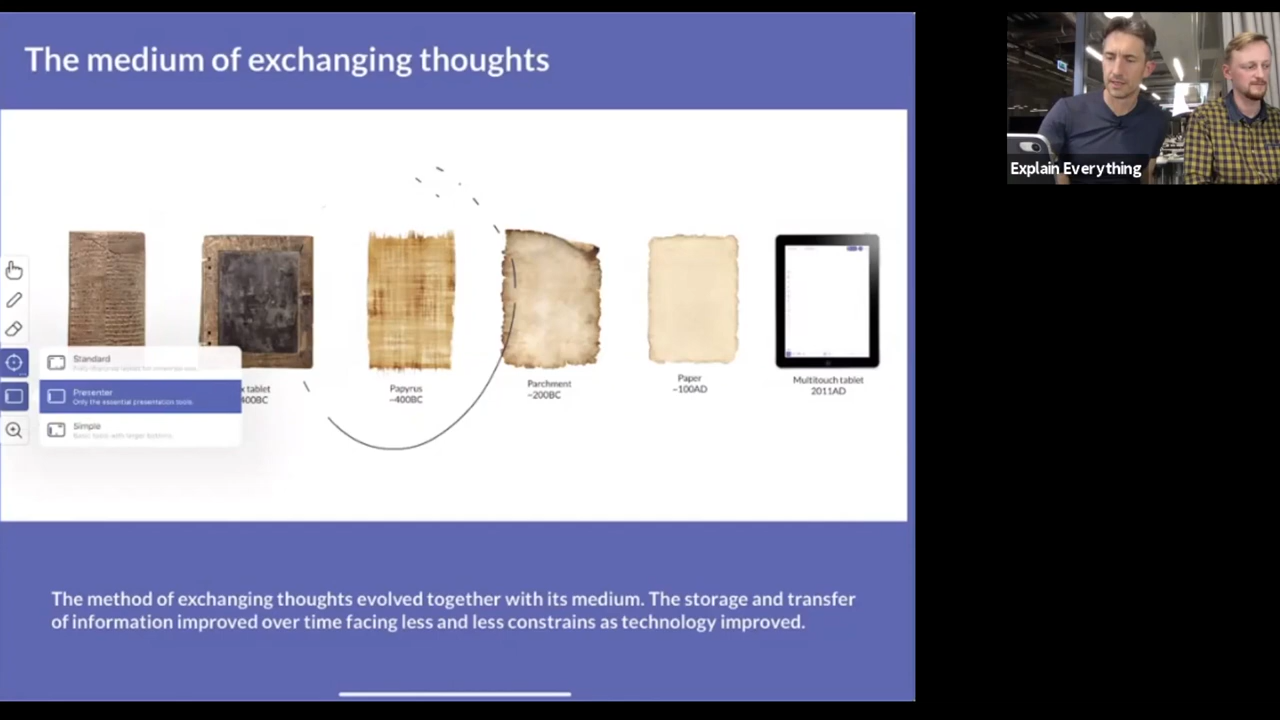 The medium of exchanging thoughts
Explain Everything
Standard
Presenter
Only the essential presentation tools.
Simple
x tablet
400BC
Papyrus
~400BC
Parchment
~200BC
Paper
~100AD
Multitouch tablet
2011AD
The method of exchanging thoughts evolved together with its medium. The storage and transfer
of information improved over time facing less and less constrains as technology improved.